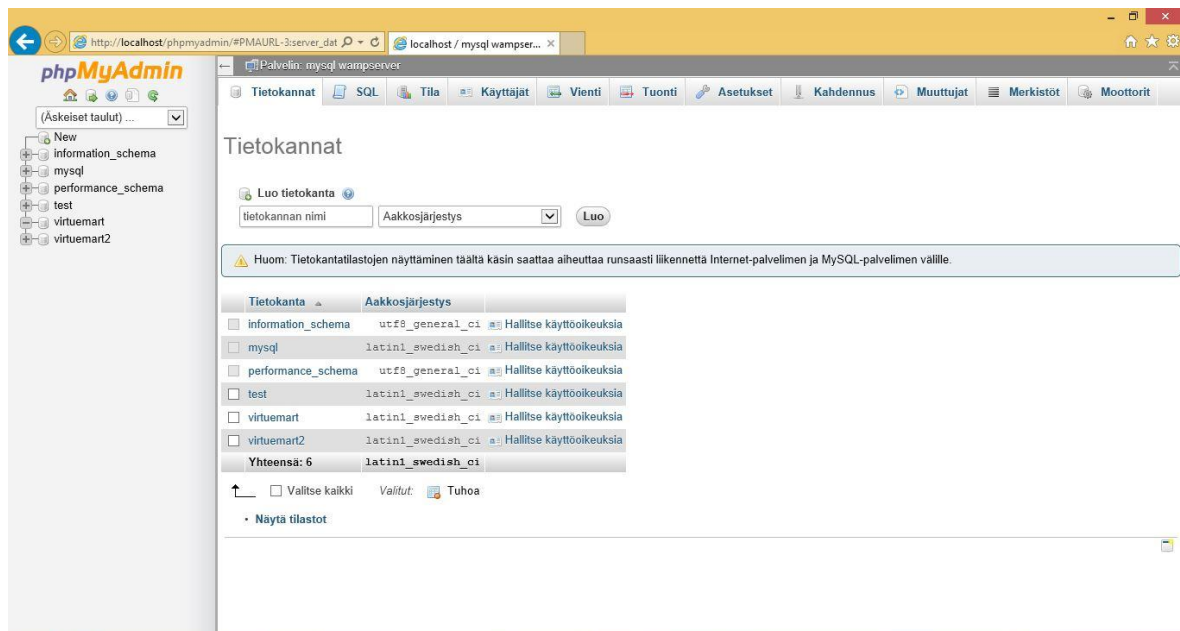 http://localhost/phpmyadmin/#PMAURL-3:server_dat
localhost / mysql wampser...
phpMyAdmin
(Äskeiset taulut) ...
New
information_schema
mysql
performance_schema
test
virtuemart
virtuemart2
Palvelin: mysql wampserver
Tietokannat SQL Tila Käyttäjät Vienti Tuonti Asetukset Kahdennus Muuttujat Merkistöt Moottorit
Tietokannat
Luo tietokanta
tietokannan nimi Aakkosjärjestys Luo
Huom: Tietokantatilastojen näyttäminen täältä käsin saattaa aiheuttaa runsaasti liikennettä Internet-palvelimen ja MySQL-palvelimen välille.
Tietokanta Aakkosjärjestys
information_schema utf8_general_ci Hallitse käyttöoikeuksia
mysql latin1_swedish_ci Hallitse käyttöoikeuksia
performance_schema utf8_general_ci Hallitse käyttöoikeuksia
test latin1_swedish_ci Hallitse käyttöoikeuksia
virtuemart latin1_swedish_ci Hallitse käyttöoikeuksia
virtuemart2 latin1_swedish_ci Hallitse käyttöoikeuksia
Yhteensä: 6 latin1_swedish_ci
Valitse kaikki Valitut: Tuhoa
Näytä tilastot